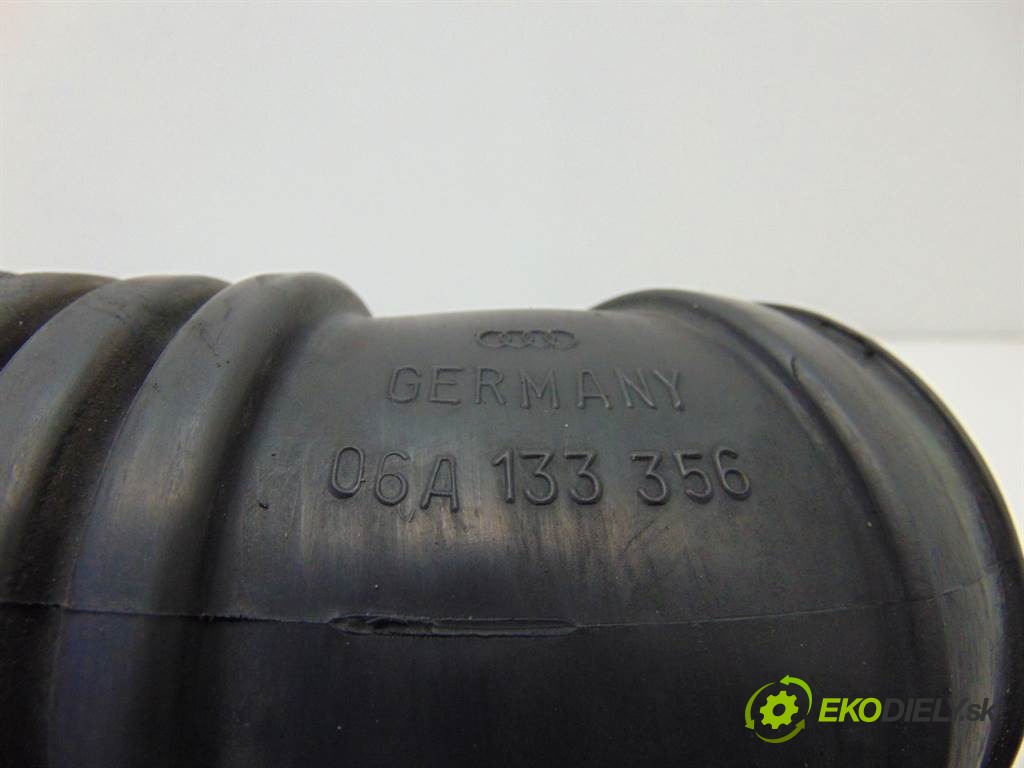 GERMANY
06A 133 356
EKODIELY.sk